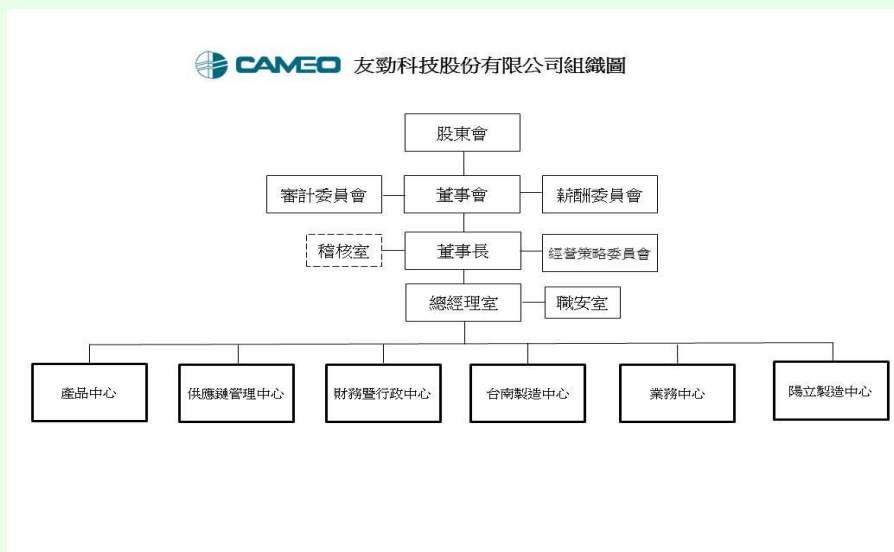 CAMEO 友勁科技股份有限公司組織圖
股東會
審計委員會 董事會 薪酬委員會
稽核室 董事長 經營策略委員會
總經理室 職安室
產品中心 供應鏈管理中心 財務暨行政中心 台南製造中心 業務中心 陽立製造中心